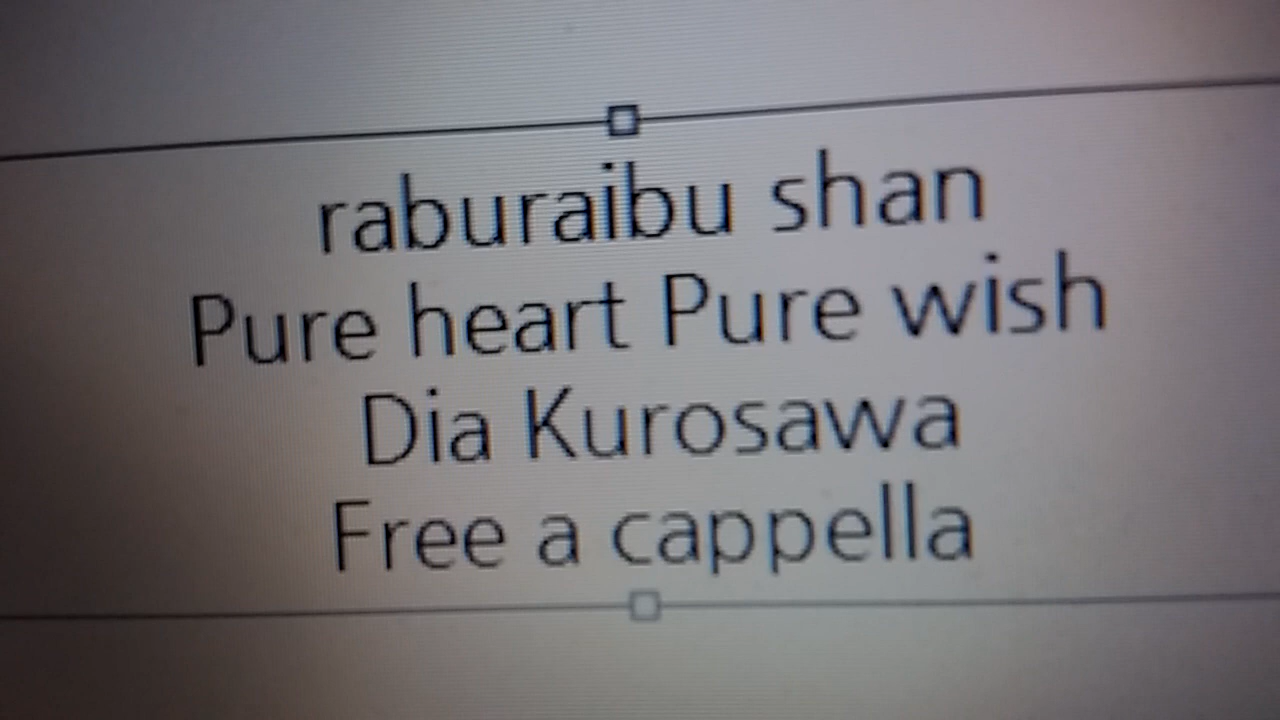 raburaibu shan
Pure heart Pure wish
Dia Kurosawa
Free a cappella